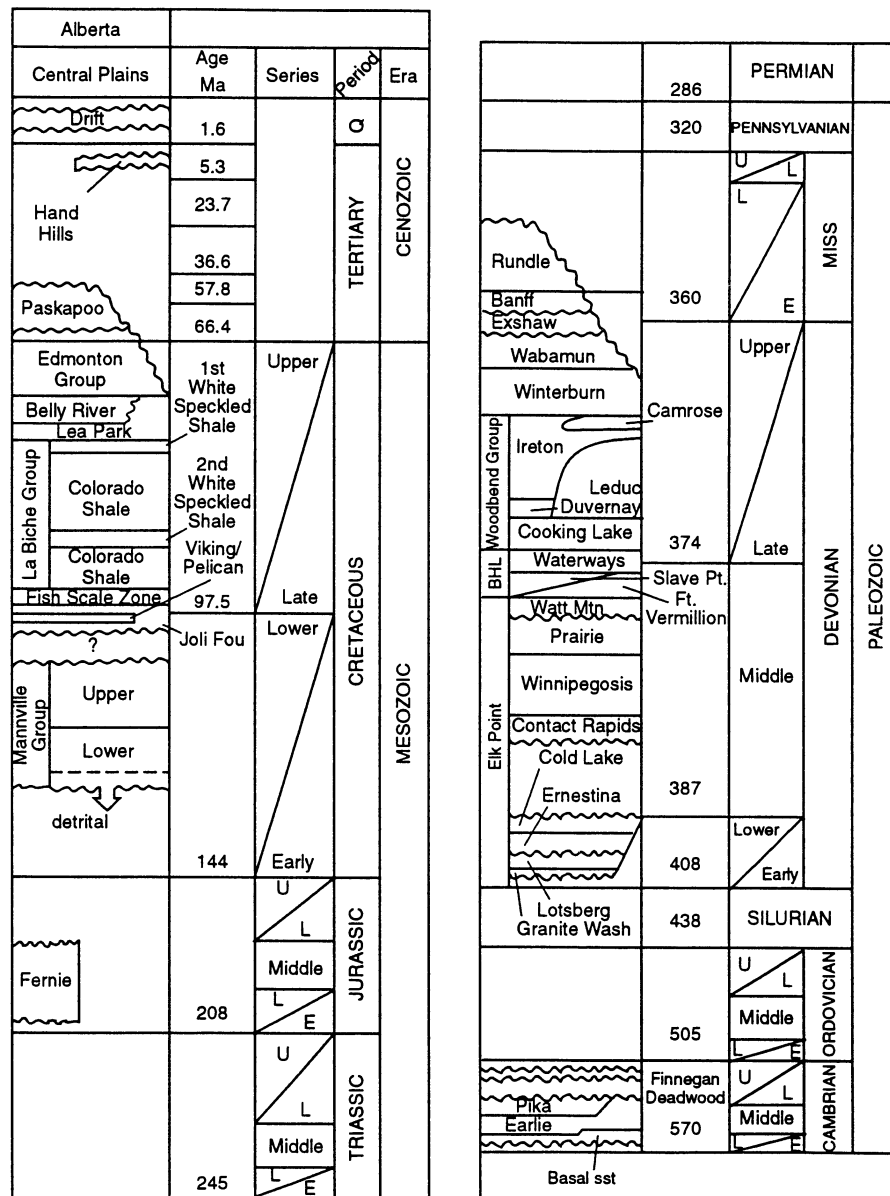 Alberta
Central Plains
Age
Ma
Series
Period
Era
Drift
1.6
Q
5.3
Hand
Hills
23.7
36.6
57.8
Paskapoo
66.4
TERTIARY
CENOZOIC
Edmonton
Group
1st
White
Speckled
Shale
Upper
Belly River
Lea Park
La Biche Group
Colorado
Shale
2nd
White
Speckled
Shale
Colorado
Shale
Viking/
Pelican
Fish Scale Zone
97.5
Late
Joli Fou
Lower
?
Mannville
Group
Upper
Lower
detrital
144
Early
CRETACEOUS
MESOZOIC
U
L
Middle
Fernie
L
E
208
JURASSIC
U
L
Middle
L
E
245
TRIASSIC
286
PERMIAN
320
PENNSYLVANIAN
U
L
L
Rundle
360
E
MISS
Banff
Exshaw
Wabamun
Upper
Winterburn
Camrose
Woodbend Group
Ireton
Leduc
Duvernay
Cooking Lake
374
Late
BHL
Waterways
Slave Pt.
Ft.
Vermillion
Watt Mtn
Prairie
Elk Point
Winnipegosis
Middle
Contact Rapids
Cold Lake
387
Ernestina
Lower
408
Early
Lotsberg
Granite Wash
DEVONIAN
PALEOZOIC
438
SILURIAN
U
L
Middle
505
L
E
ORDOVICIAN
Finnegan
Deadwood
U
L
Pika
Earlie
570
Middle
L
E
CAMBRIAN
Basal sst